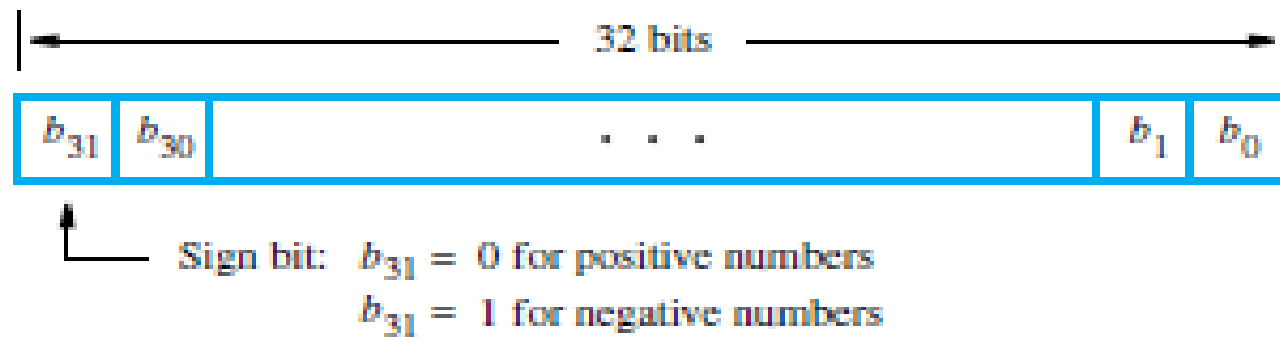 32 bits
b31 b30 . . . b1 b0
Sign bit: b31 = 0 for positive numbers
b31 = 1 for negative numbers